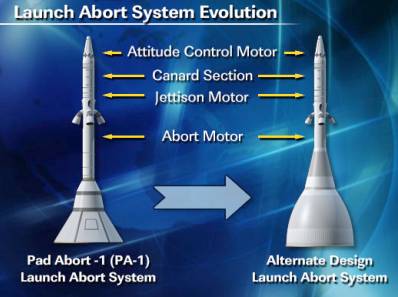 Launch Abort System Evolution
Attitude Control Motor
Canard Section
Jettison Motor
Abort Motor
Pad Abort -1 (PA-1)
Launch Abort System
Alternate Design
Launch Abort System